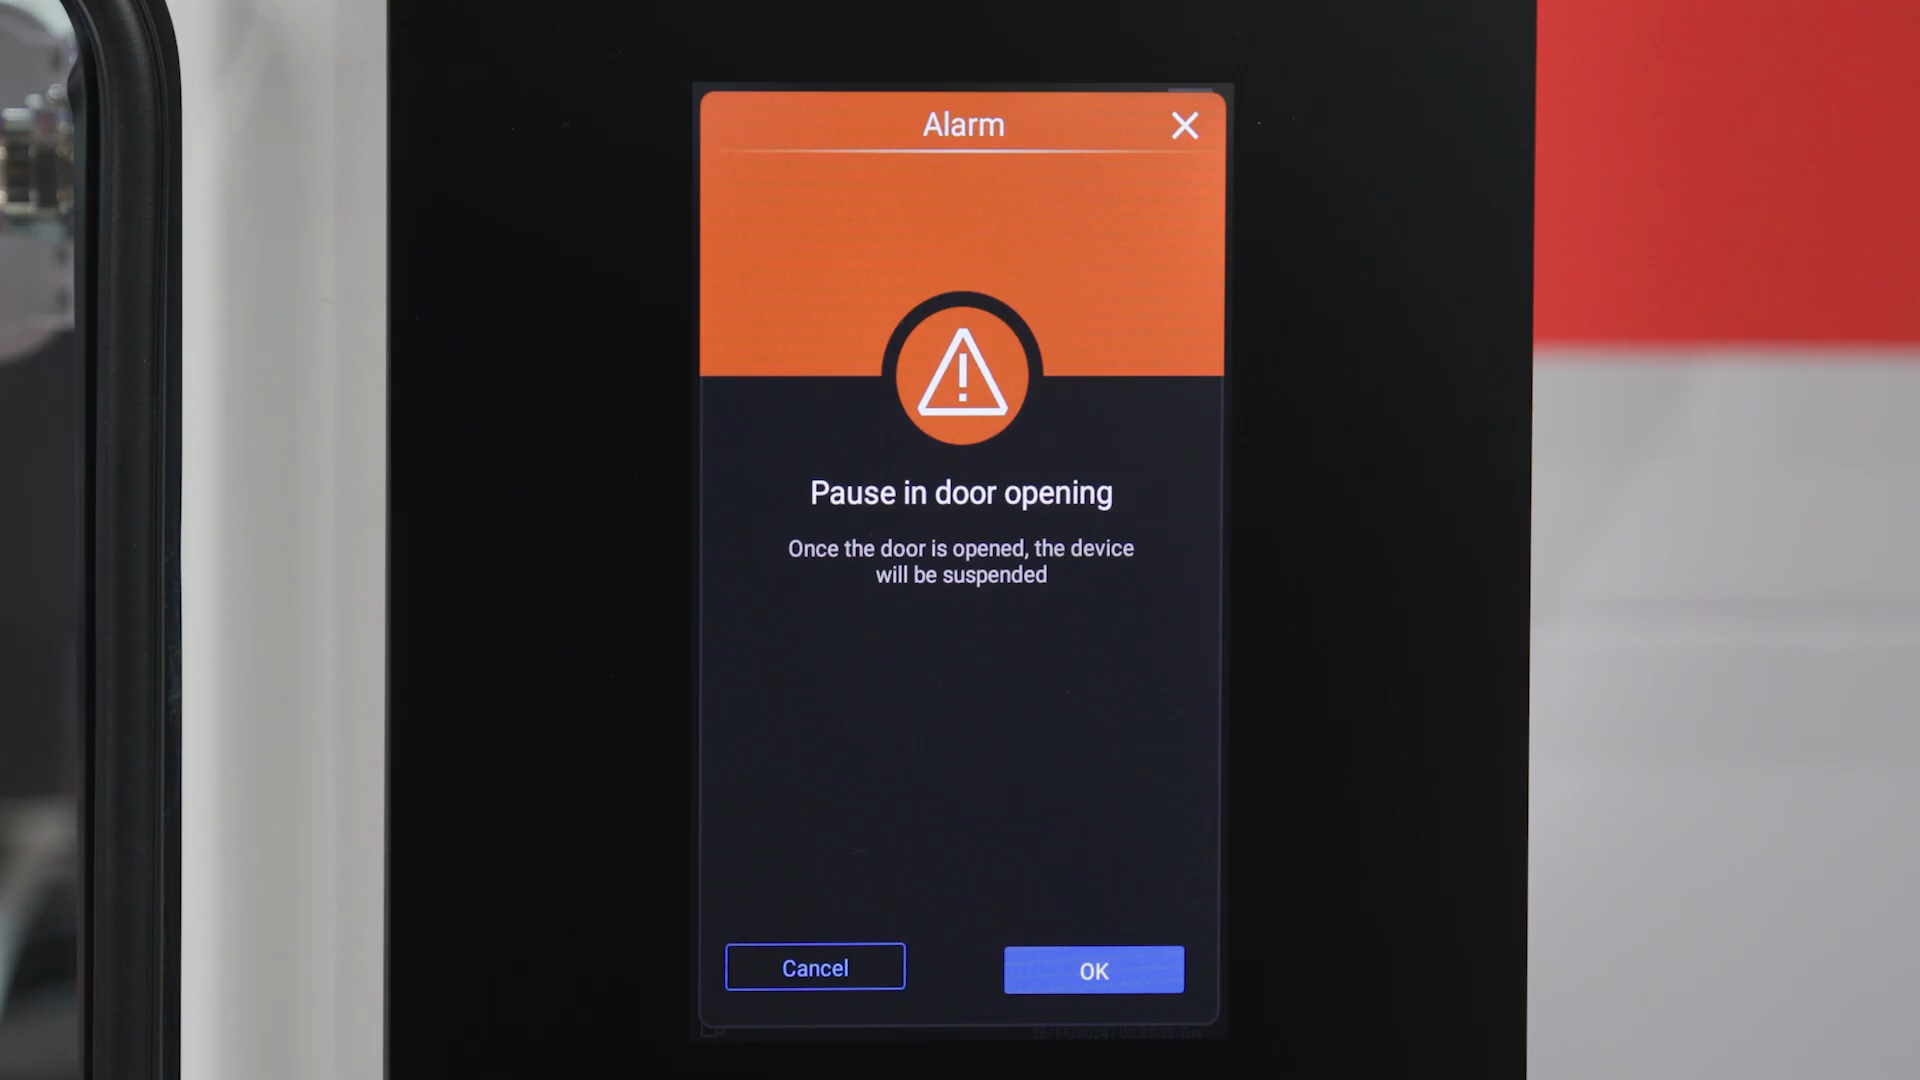 Alarm
Pause in door opening
Once the door is opened, the device
will be suspended
Cancel
OK